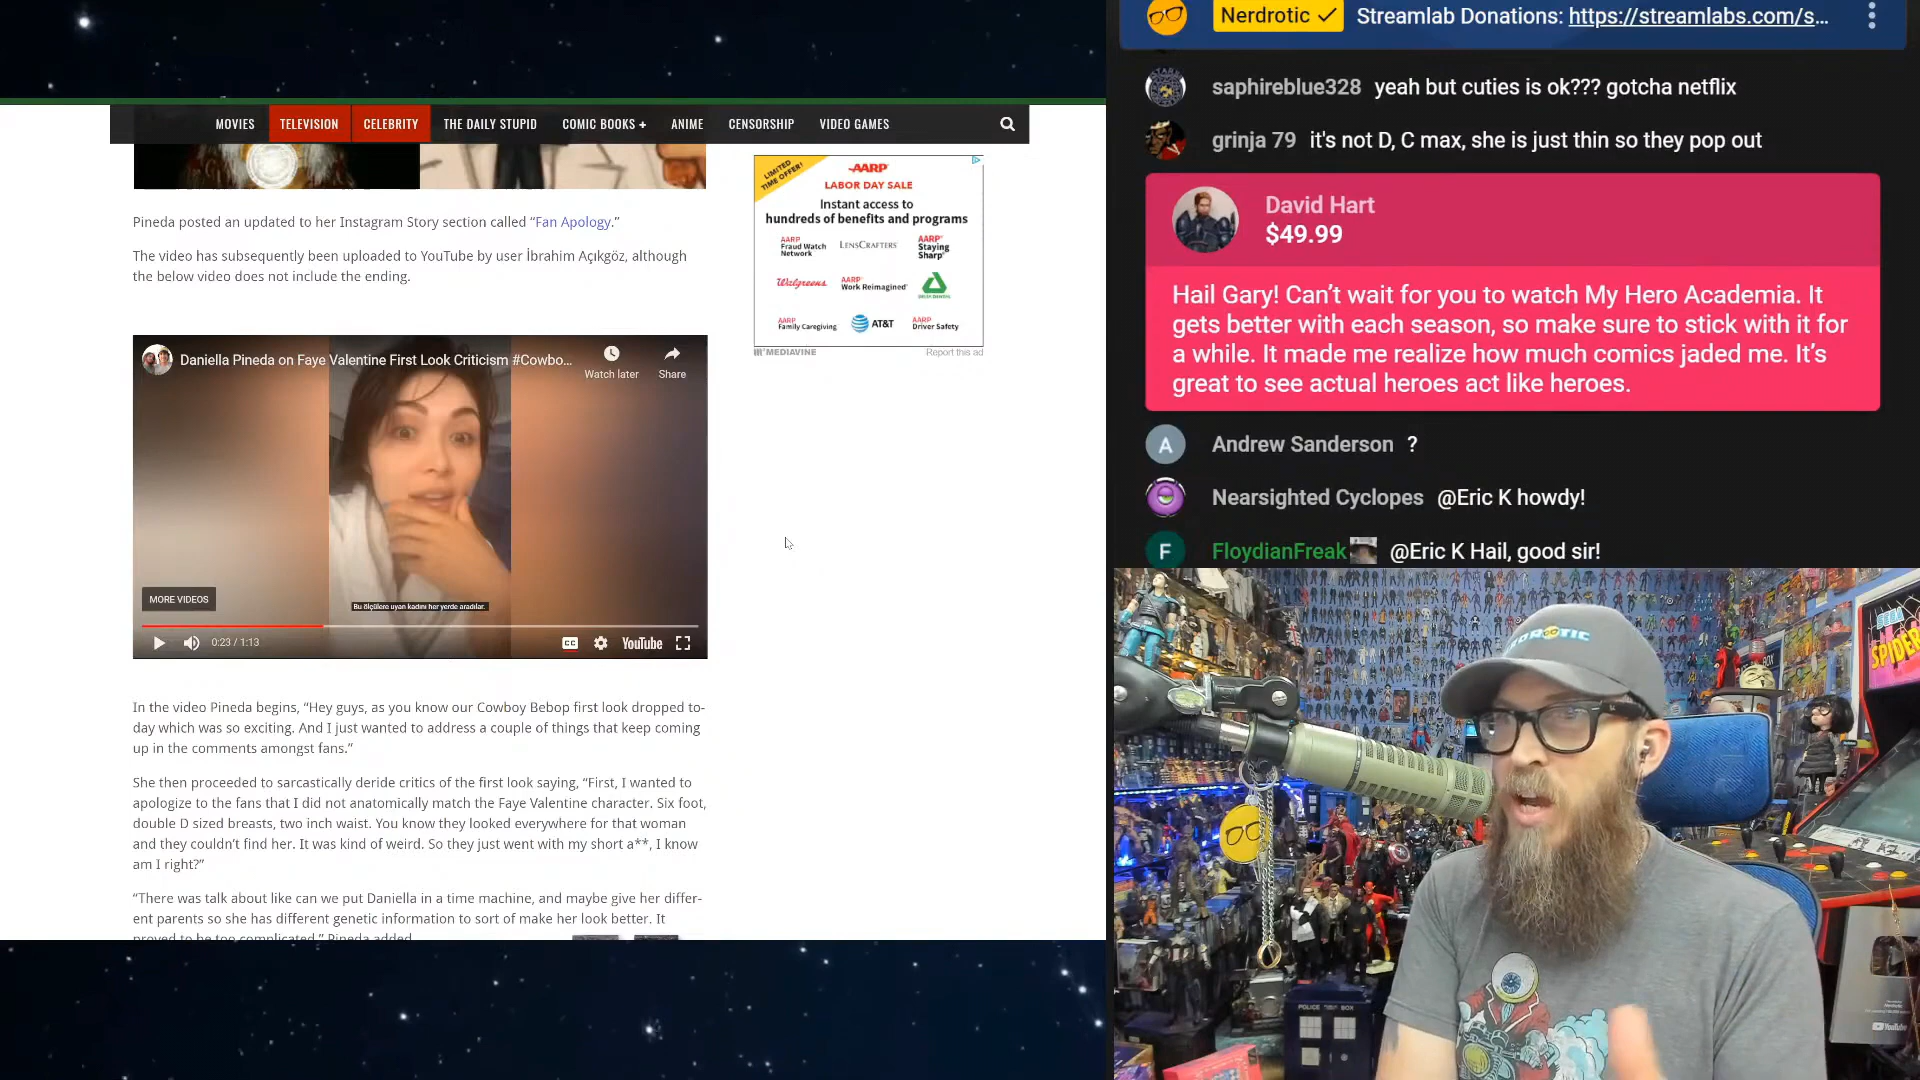 MOVIES TELEVISION CELEBRITY THE DAILY STUPID COMIC BOOKS + ANIME CENSORSHIP VIDEO GAMES
Pineda posted an updated to her Instagram Story section called “Fan Apology.”
The video has subsequently been uploaded to YouTube by user İbrahim Açıkgöz, although
the below video does not include the ending.
Daniella Pineda on Faye Valentine First Look Criticism #Cowbo...
Watch later
Share
Bu ölçülere uyan kadını her yerde aradılar.
MORE VIDEOS
0:23 / 1:13
CC
YouTube
In the video Pineda begins, “Hey guys, as you know our Cowboy Bebop first look dropped to-
day which was so exciting. And I just wanted to address a couple of things that keep coming
up in the comments amongst fans.”
She then proceeded to sarcastically deride critics of the first look saying, “First, I wanted to
apologize to the fans that I did not anatomically match the Faye Valentine character. Six foot,
double D sized breasts, two inch waist. You know they looked everywhere for that woman
and they couldn’t find her. It was kind of weird. So they just went with my short a**, I know
am I right?”
“There was talk about like can we put Daniella in a time machine, and maybe give her differ-
ent parents so she has different genetic information to sort of make her look better. It
proved to be too complicated,” Pineda added.
LIMITED
TIME OFFER!
AARP
LABOR DAY SALE
Instant access to
hundreds of benefits and programs
AARP
Fraud Watch
Network
LENSCRAFTERS
AARP
Staying
Sharp
Walgreens
AARP
Work Reimagined
AARP
Family Caregiving
AT&T
AARP
Driver Safety
MEDIAVINE
Report this ad
Nerdrotic Streamlab Donations: https://streamlabs.com/s...
saphireblue328 yeah but cuties is ok??? gotcha netflix
grinja 79 it's not D, C max, she is just thin so they pop out
David Hart
$49.99
Hail Gary! Can’t wait for you to watch My Hero Academia. It
gets better with each season, so make sure to stick with it for
a while. It made me realize how much comics jaded me. It’s
great to see actual heroes act like heroes.
A
Andrew Sanderson ?
Nearsighted Cyclopes @Eric K howdy!
F
FloydianFreak @Eric K Hail, good sir!
SEGA
SPIDER
POLICE BOX
YouTube